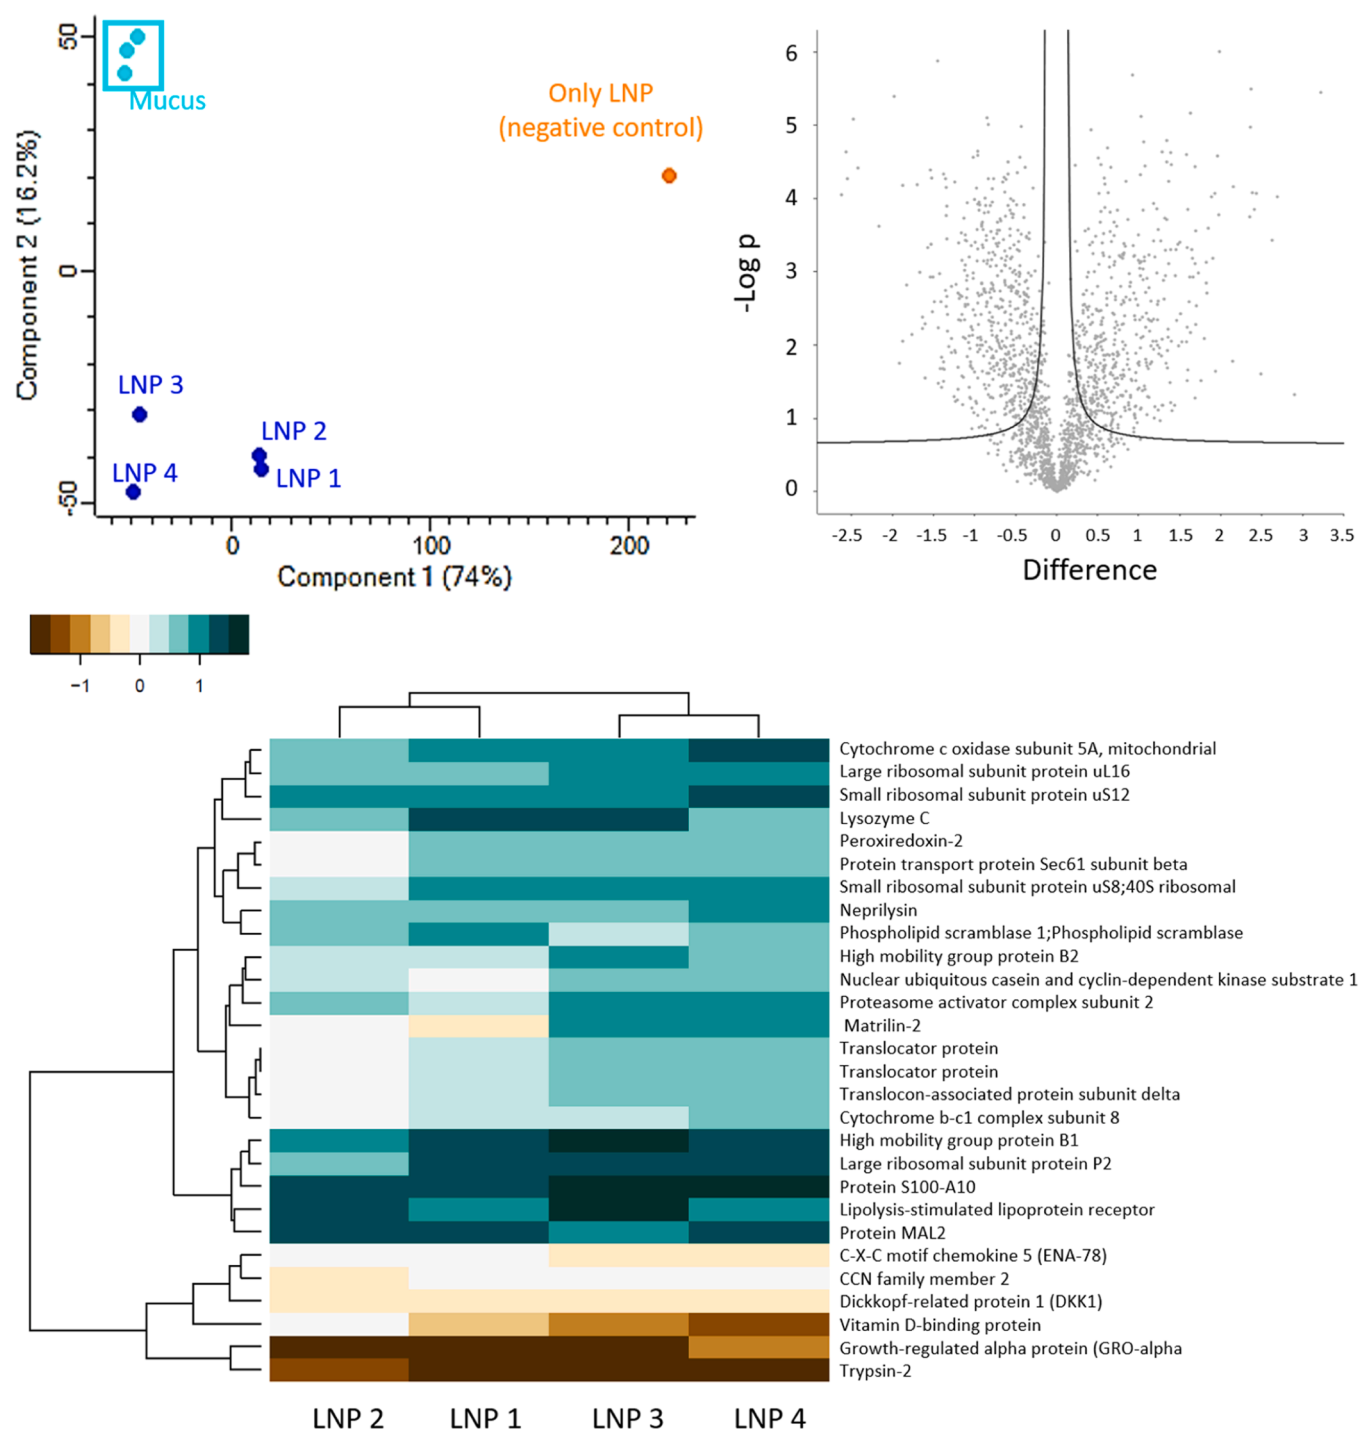 50
0
-50
Component 2 (16.2%)
Mucus
Only LNP
(negative control)
LNP 3
LNP 2
LNP 4
LNP 1
0
100
200
Component 1 (74%)
6
5
4
3
2
1
0
-Log p
-2.5
-2
-1.5
-1
-0.5
0
0.5
1
1.5
2
2.5
3
3.5
Difference
−1
0
1
Cytochrome c oxidase subunit 5A, mitochondrial
Large ribosomal subunit protein uL16
Small ribosomal subunit protein uS12
Lysozyme C
Peroxiredoxin-2
Protein transport protein Sec61 subunit beta
Small ribosomal subunit protein uS8;40S ribosomal
Neprilysin
Phospholipid scramblase 1;Phospholipid scramblase
High mobility group protein B2
Nuclear ubiquitous casein and cyclin-dependent kinase substrate 1
Proteasome activator complex subunit 2
Matrilin-2
Translocator protein
Translocator protein
Translocon-associated protein subunit delta
Cytochrome b-c1 complex subunit 8
High mobility group protein B1
Large ribosomal subunit protein P2
Protein S100-A10
Lipolysis-stimulated lipoprotein receptor
Protein MAL2
C-X-C motif chemokine 5 (ENA-78)
CCN family member 2
Dickkopf-related protein 1 (DKK1)
Vitamin D-binding protein
Growth-regulated alpha protein (GRO-alpha
Trypsin-2
LNP 2
LNP 1
LNP 3
LNP 4